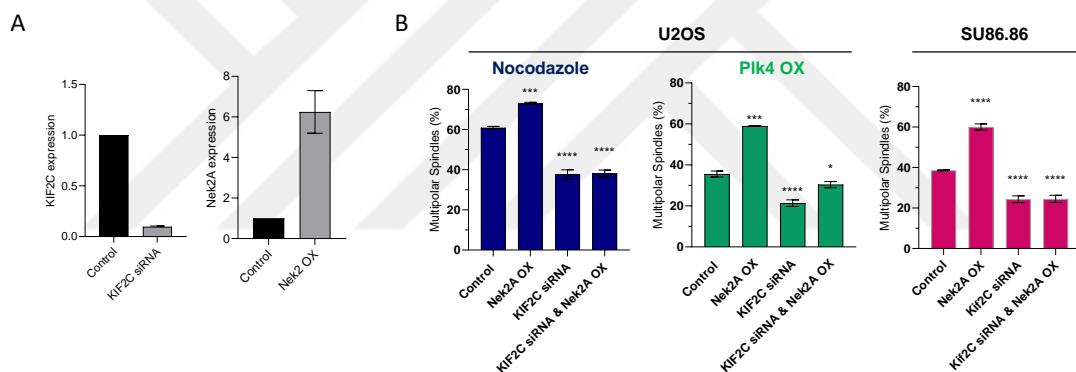 A
B
U2OS
SU86.86
Nocodazole
Plk4 OX
KIF2C expression
1.5
1.0
0.5
0.0
Control
KIF2C siRNA
Nek2A expression
8
6
4
2
0
Control
Nek2 OX
Multipolar Spindles (%)
80
60
40
20
0
***
****
****
Control
Nek2A OX
KIF2C siRNA
KIF2C siRNA & Nek2A OX
Multipolar Spindles (%)
80
60
40
20
0
***
****
*
Control
Nek2A OX
KIF2C siRNA
KIF2C siRNA & Nek2A OX
Multipolar Spindles (%)
80
60
40
20
0
****
****
****
Control
Nek2A OX
Kif2C siRNA
Kif2C siRNA & Nek2A OX